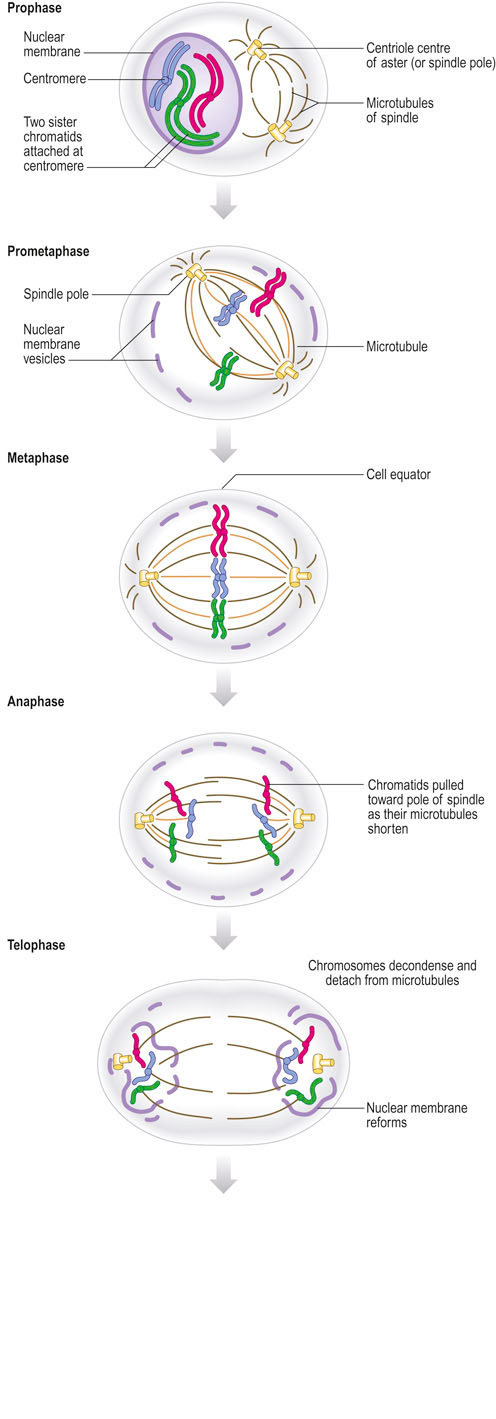 Prophase
Nuclear
membrane
Centromere
Two sister
chromatids
attached at
centromere
Centriole centre
of aster (or spindle pole)
Microtubules
of spindle
Prometaphase
Spindle pole
Nuclear
membrane
vesicles
Microtubule
Metaphase
Cell equator
Anaphase
Chromatids pulled
toward pole of spindle
as their microtubules
shorten
Telophase
Chromosomes decondense and
detach from microtubules
Nuclear membrane
reforms